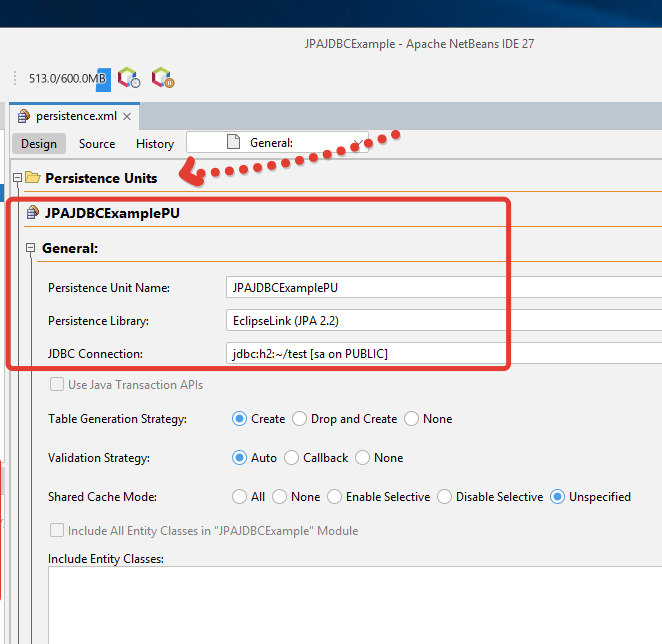 JPAJDBCExample - Apache NetBeans IDE 27
513.0/600.0MB
persistence.xml
Design Source History General:
Persistence Units
JPAJDBCExamplePU
General:
Persistence Unit Name: JPAJDBCExamplePU
Persistence Library: EclipseLink (JPA 2.2)
JDBC Connection: jdbc:h2:~/test [sa on PUBLIC]
Use Java Transaction APIs
Table Generation Strategy: Create Drop and Create None
Validation Strategy: Auto Callback None
Shared Cache Mode: All None Enable Selective Disable Selective Unspecified
Include All Entity Classes in "JPAJDBCExample" Module
Include Entity Classes: